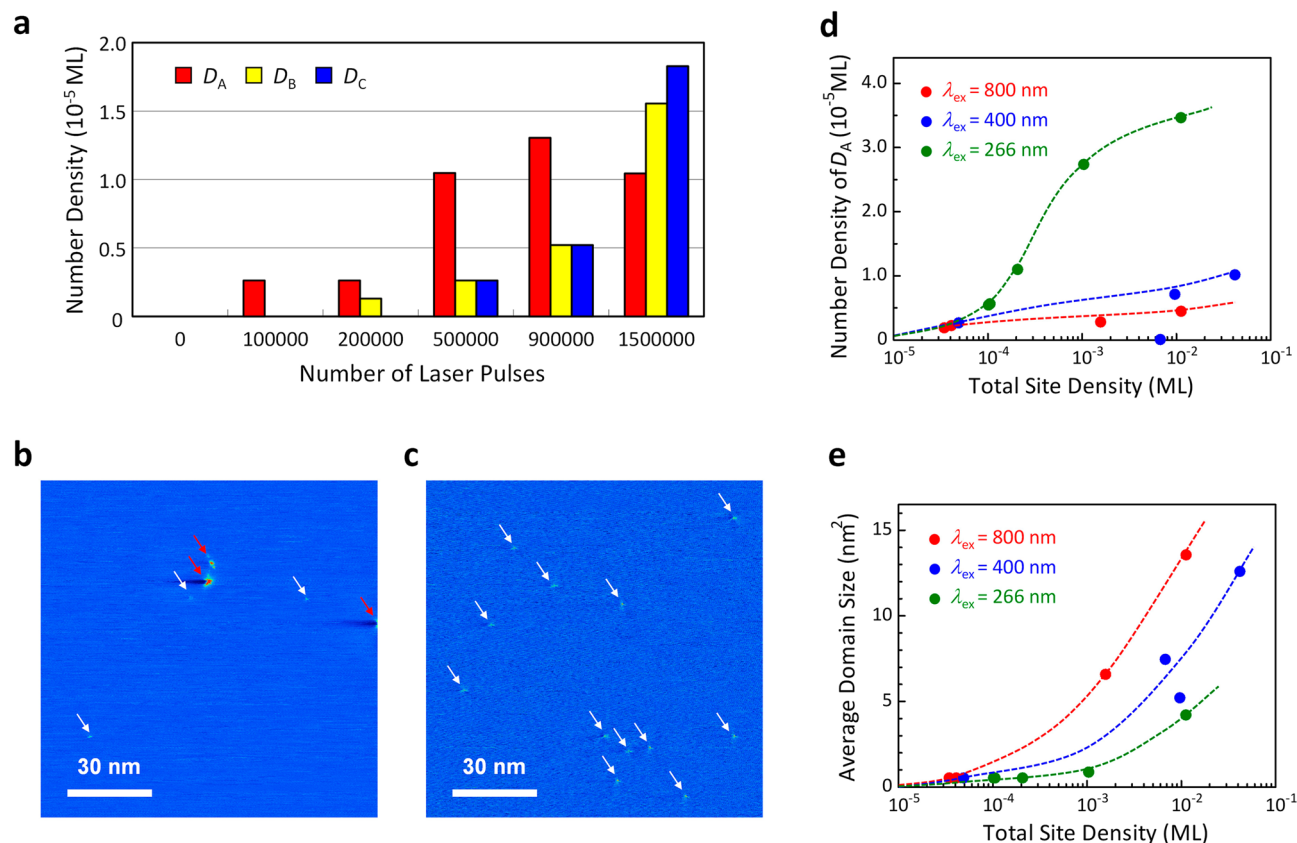 a
Number Density (10⁻⁵ ML)
2.0
1.5
1.0
0.5
0
D_A D_B D_C
0 100000 200000 500000 900000 1500000
Number of Laser Pulses
b
30 nm
c
30 nm
d
Number Density of D_A (10⁻⁵ML)
4.0
3.0
2.0
1.0
0
λ_ex = 800 nm
λ_ex = 400 nm
λ_ex = 266 nm
10⁻⁵ 10⁻⁴ 10⁻³ 10⁻² 10⁻¹
Total Site Density (ML)
e
Average Domain Size (nm²)
15
10
5
0
λ_ex = 800 nm
λ_ex = 400 nm
λ_ex = 266 nm
10⁻⁵ 10⁻⁴ 10⁻³ 10⁻² 10⁻¹
Total Site Density (ML)